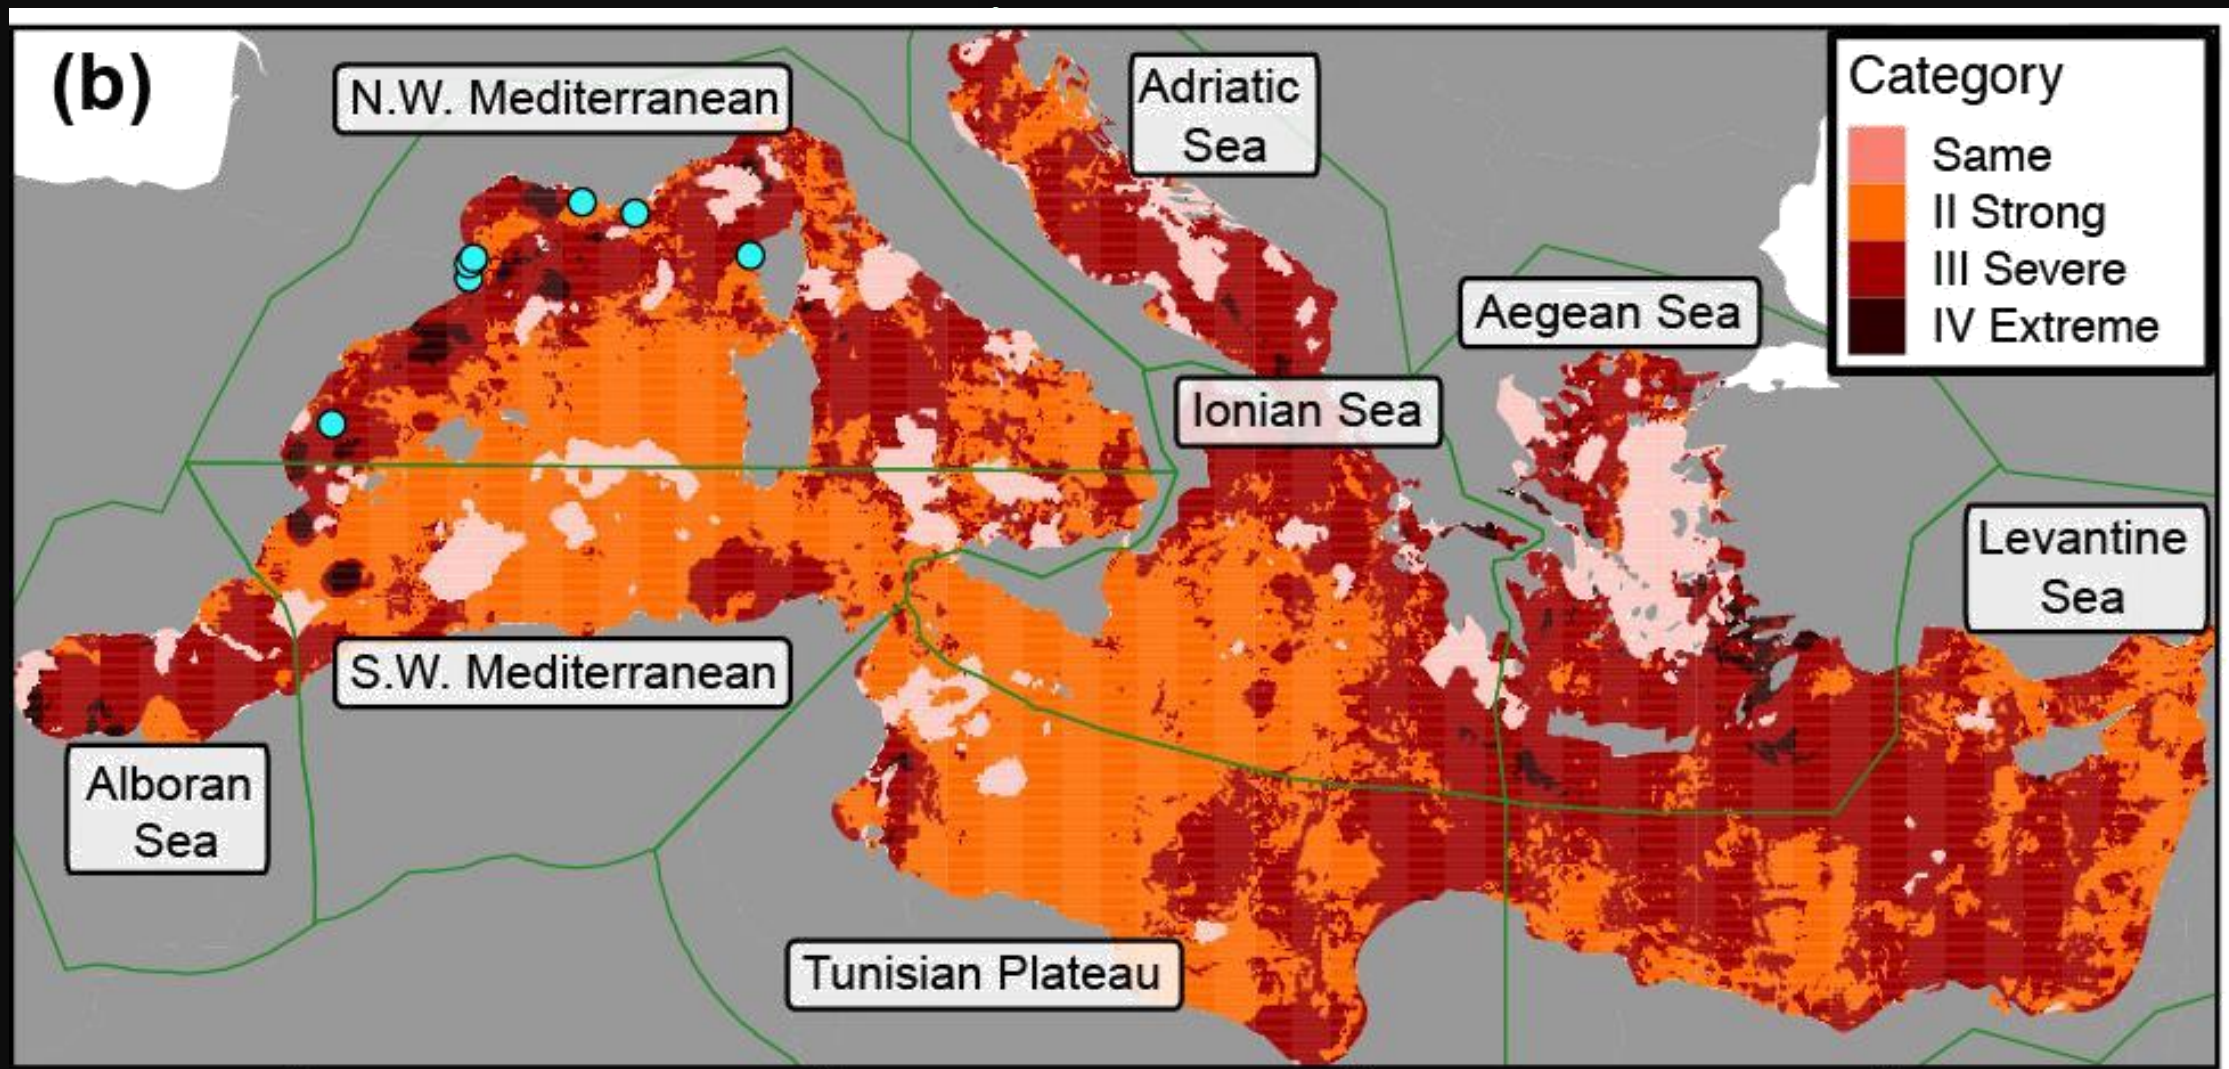 (b)
N.W. Mediterranean
Adriatic
Sea
Category
Same
II Strong
III Severe
IV Extreme
Aegean Sea
Ionian Sea
Levantine
Sea
S.W. Mediterranean
Alboran
Sea
Tunisian Plateau